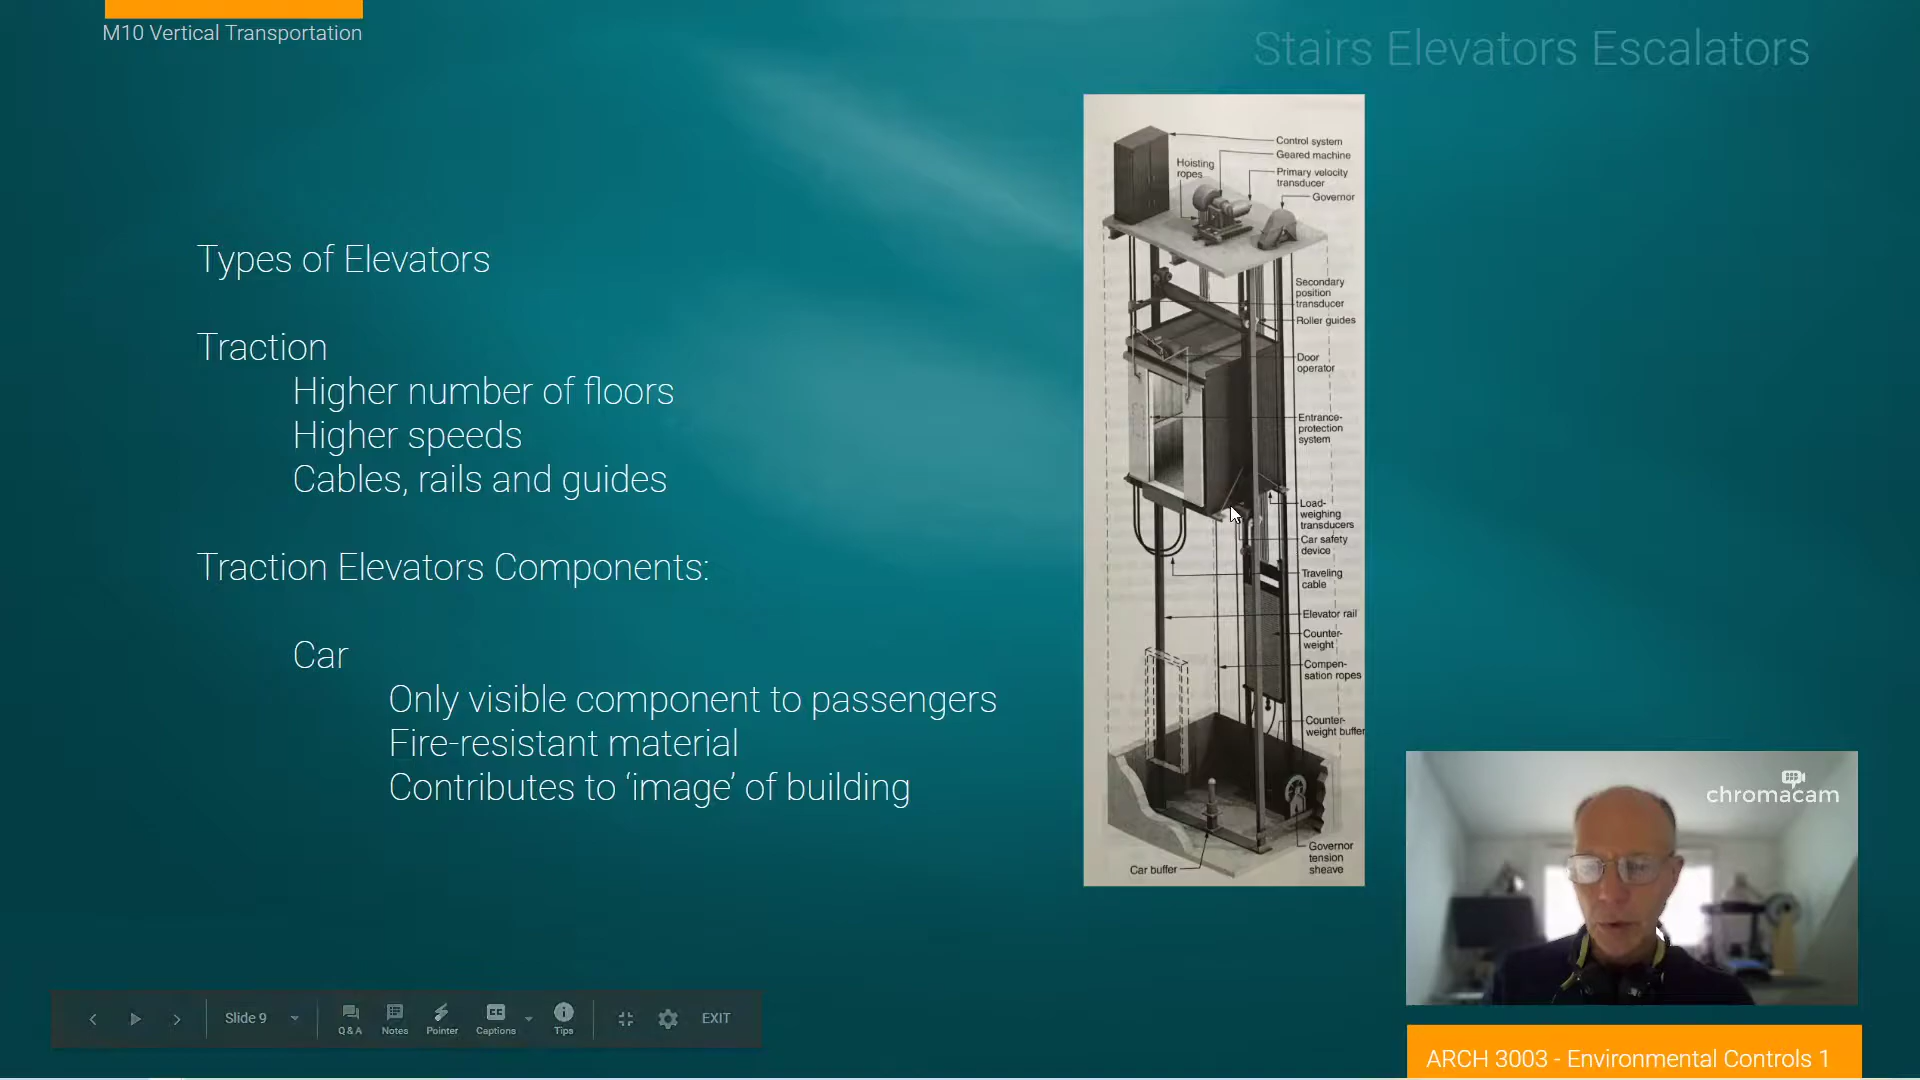 M10 Vertical Transportation
Stairs Elevators Escalators
Types of Elevators
Traction
Higher number of floors
Higher speeds
Cables, rails and guides
Traction Elevators Components:
Car
Only visible component to passengers
Fire-resistant material
Contributes to ‘image’ of building
Control system
Geared machine
Hoisting
ropes
Primary velocity
transducer
Governor
Secondary
position
transducer
Roller guides
Door
operator
Entrance-
protection
system
Load-
weighing
transducers
Car safety
device
Traveling
cable
Elevator rail
Counter-
weight
Compen-
sation ropes
Counter-
weight buffer
Governor
tension
sheave
Car buffer
chromacam
Slide 9
Q & A
Notes
Pointer
CC
Captions
Tips
EXIT
ARCH 3003 - Environmental Controls 1